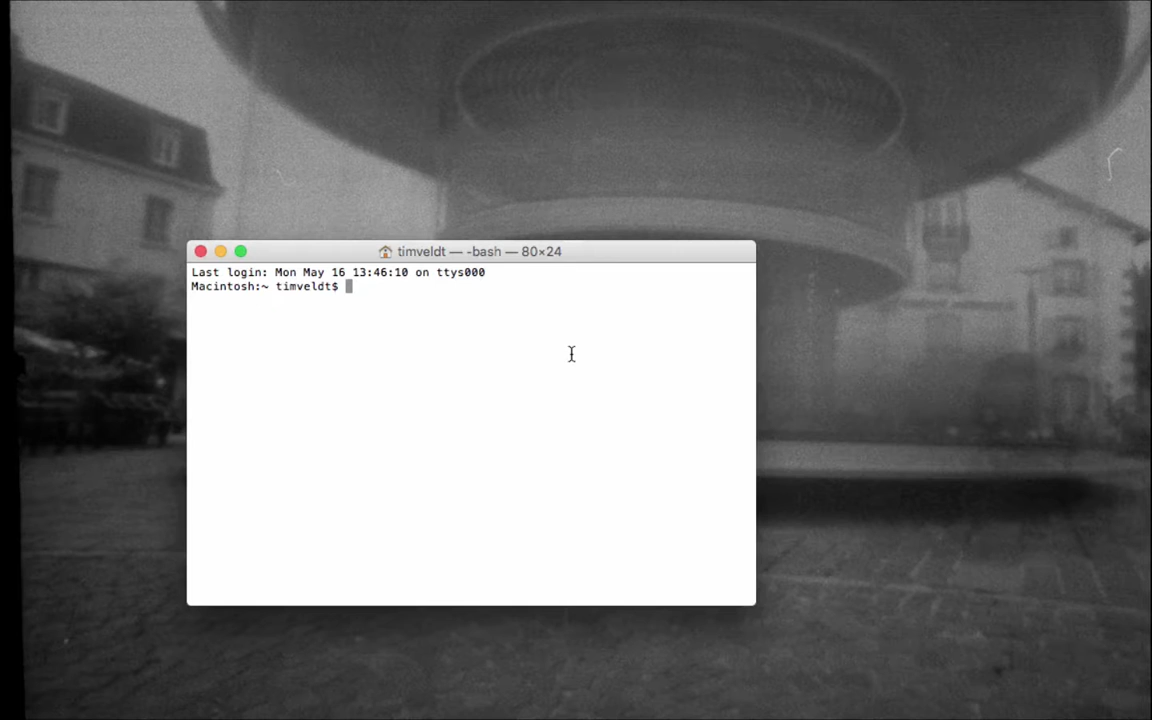 timveldt — -bash — 80×24
Last login: Mon May 16 13:46:10 on ttys000
Macintosh:~ timveldt$